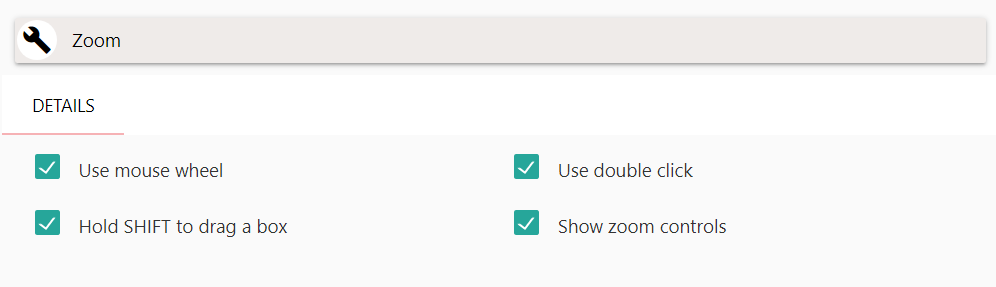 Zoom
DETAILS
Use mouse wheel
Use double click
Hold SHIFT to drag a box
Show zoom controls